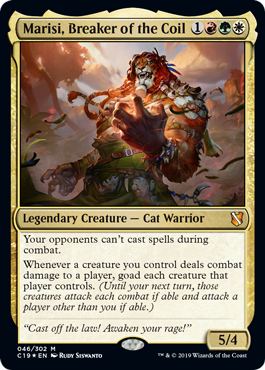 Marisi, Breaker of the Coil 1
Legendary Creature — Cat Warrior
Your opponents can't cast spells during
combat.
Whenever a creature you control deals combat
damage to a player, goad each creature that
player controls. (Until your next turn, those
creatures attack each combat if able and attack a
player other than you if able.)
"Cast off the law! Awaken your rage!"
5/4
046/302 M
C19 ★ EN RUDY SISWANTO
™ & © 2019 Wizards of the Coast